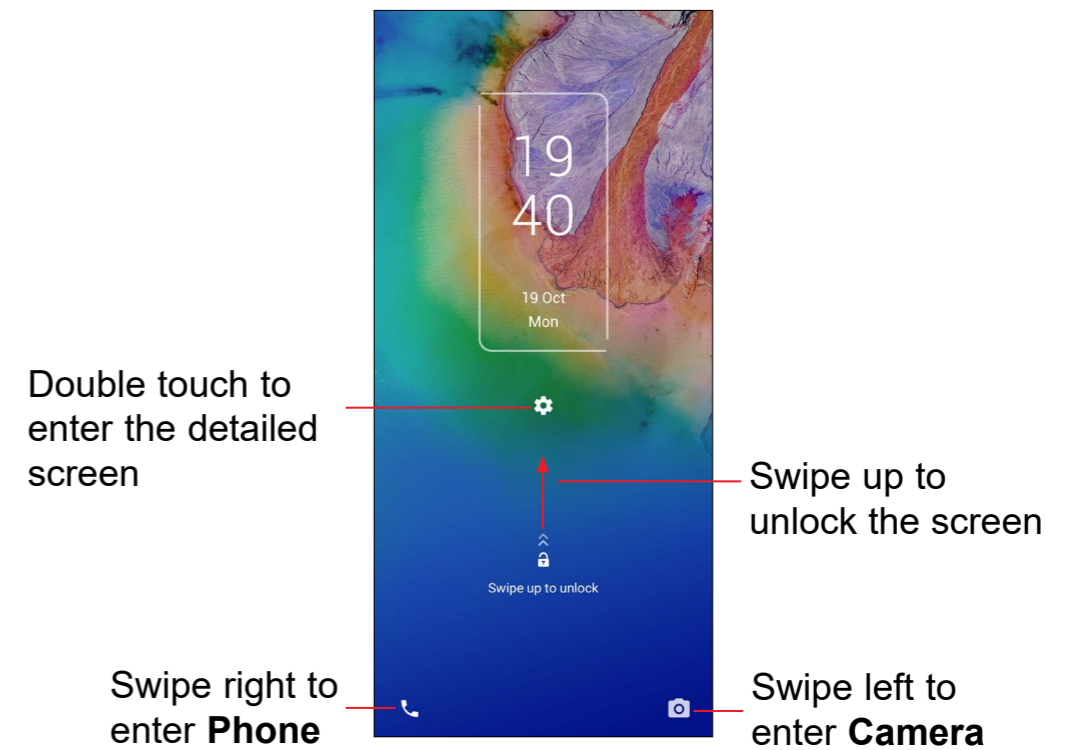 19
40
19 Oct
Mon
Double touch to
enter the detailed
screen
Swipe up to
unlock the screen
Swipe up to unlock
Swipe right to
enter Phone
Swipe left to
enter Camera